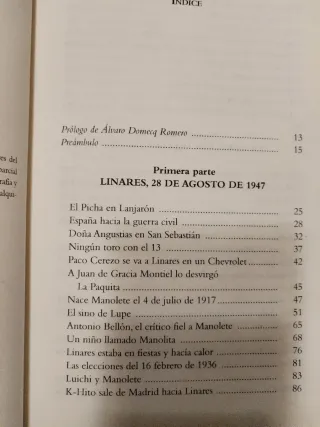 ÍNDICE
Prólogo de Álvaro Domecq Romero 13
Preámbulo 15
Primera parte
LINARES, 28 DE AGOSTO DE 1947
El Picha en Lanjarón 25
España hacia la guerra civil 28
Doña Angustias en San Sebastián 32
Ningún toro con el 13 37
Paco Cerezo se va a Linares en un Chevrolet 42
A Juan de Gracia Montiel lo desvirgó
La Paquita 45
Nace Manolete el 4 de julio de 1917 47
El sino de Lupe 51
Antonio Bellón, el crítico fiel a Manolete 65
Un niño llamado Manolita 68
Linares estaba en fiestas y hacía calor 76
Las elecciones del 16 febrero de 1936 81
Luichi y Manolete 83
K-Hito sale de Madrid hacia Linares 86
es del
parcial
grafía y
alqui-